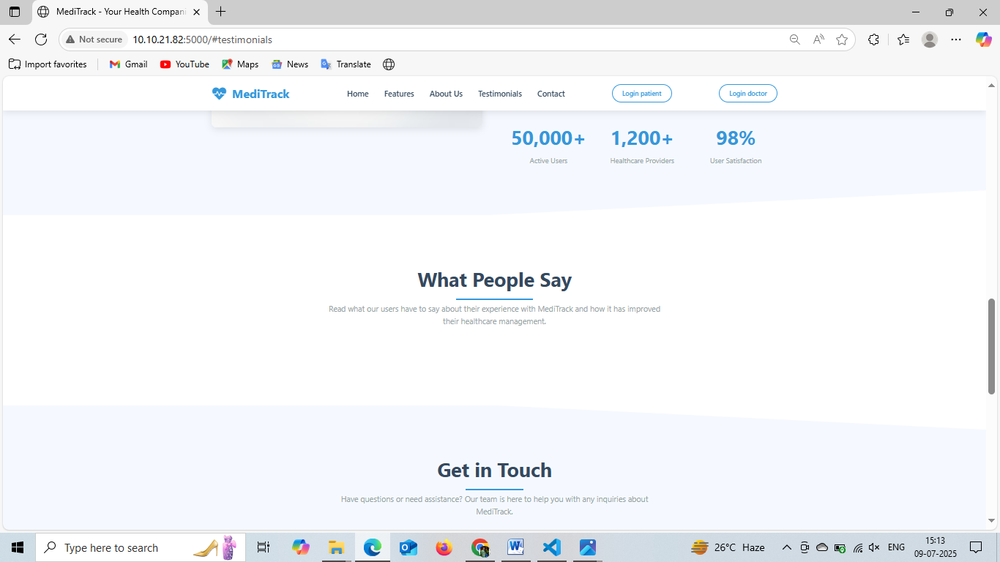 MediTrack - Your Health Compani
Not secure
10.10.21.82:5000/#testimonials
Import favorites
Gmail
YouTube
Maps
News
Translate
MediTrack
Home
Features
About Us
Testimonials
Contact
Login patient
Login doctor
50,000+
1,200+
98%
Active Users
Healthcare Providers
User Satisfaction
What People Say
Read what our users have to say about their experience with MediTrack and how it has improved
their healthcare management.
Get in Touch
Have questions or need assistance? Our team is here to help you with any inquiries about
MediTrack.
Type here to search
26°C Haze
ENG
15:13
09-07-2025